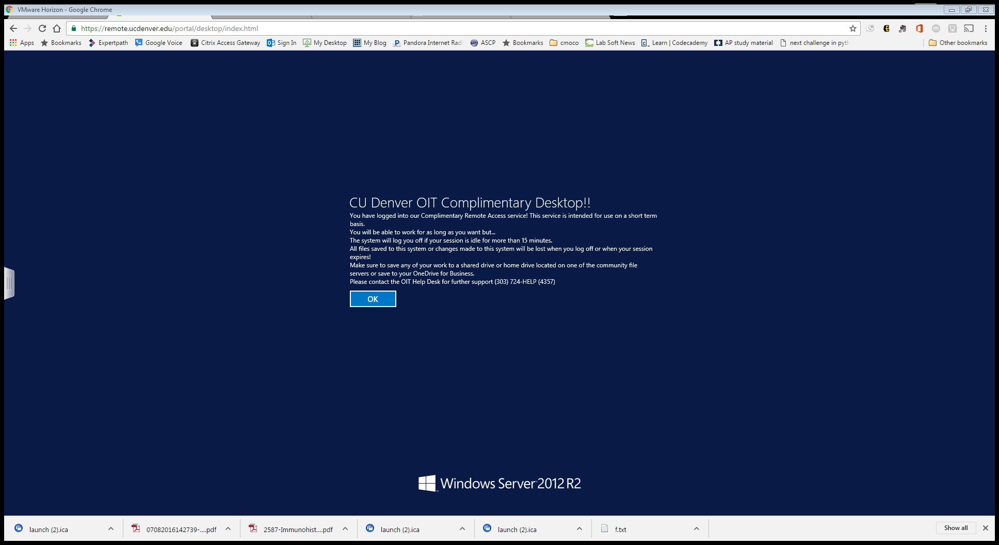 VMware Horizon - Google Chrome
https://remote.ucdenver.edu/portal/desktop/index.html
Apps Bookmarks Expertpath Google Voice Citrix Access Gateway Sign In My Desktop My Blog Pandora Internet Radi ASCP Bookmarks cmoco Lab Soft News Learn | Codecademy AP study material next challenge in pyth Other bookmarks
CU Denver OIT Complimentary Desktop!!
You have logged into our Complimentary Remote Access service! This service is intended for use on a short term
basis.
You will be able to work for as long as you want but...
The system will log you off if your session is idle for more than 15 minutes.
All files saved to this system or changes made to this system will be lost when you log off or when your session
expires!
Make sure to save any of your work to a shared drive or home drive located on one of the community file
servers or save to your OneDrive for Business.
Please contact the OIT Help Desk for further support (303) 724-HELP (4357)
OK
Windows Server 2012 R2
launch (2).ica 07082016142739-....pdf 2587-Immunohist....pdf launch (2).ica launch (2).ica f.txt Show all